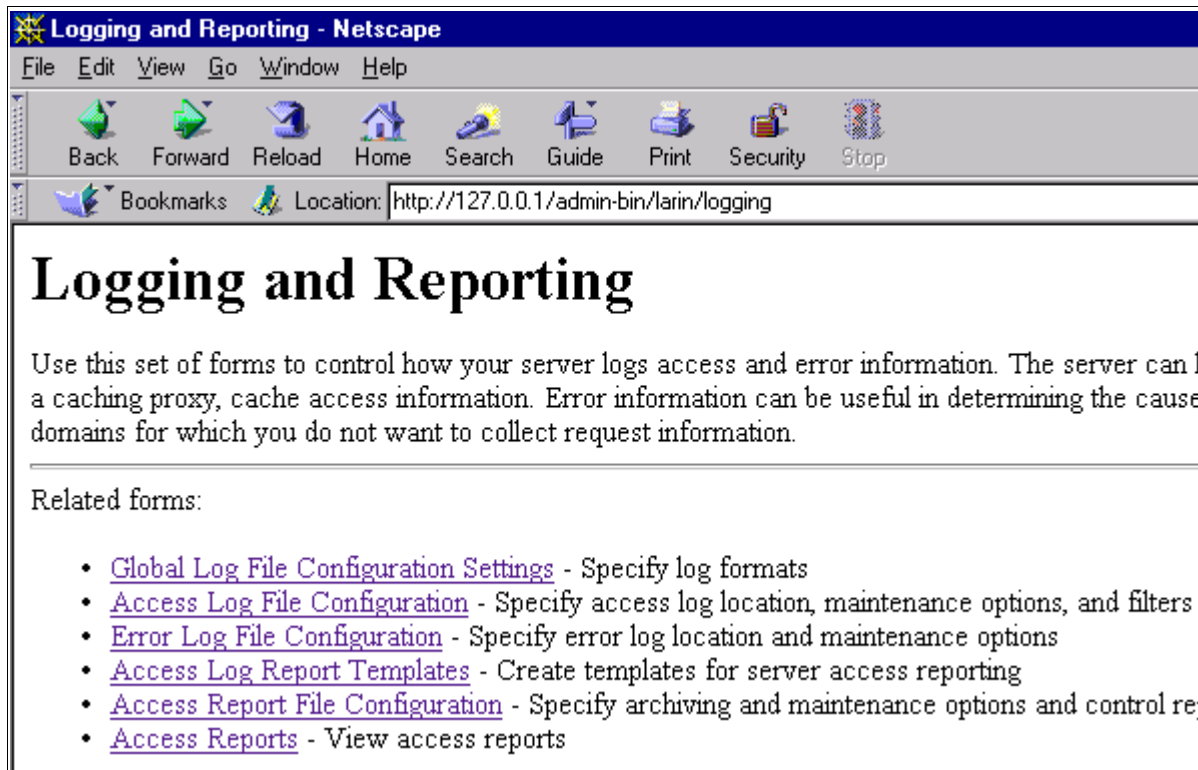 Logging and Reporting - Netscape
File Edit View Go Window Help
Back Forward Reload Home Search Guide Print Security Stop
Bookmarks Location: http://127.0.0.1/admin-bin/larin/logging
Logging and Reporting
Use this set of forms to control how your server logs access and error information. The server can
a caching proxy, cache access information. Error information can be useful in determining the cause
domains for which you do not want to collect request information.
Related forms:
• Global Log File Configuration Settings - Specify log formats
• Access Log File Configuration - Specify access log location, maintenance options, and filters
• Error Log File Configuration - Specify error log location and maintenance options
• Access Log Report Templates - Create templates for server access reporting
• Access Report File Configuration - Specify archiving and maintenance options and control
• Access Reports - View access reports